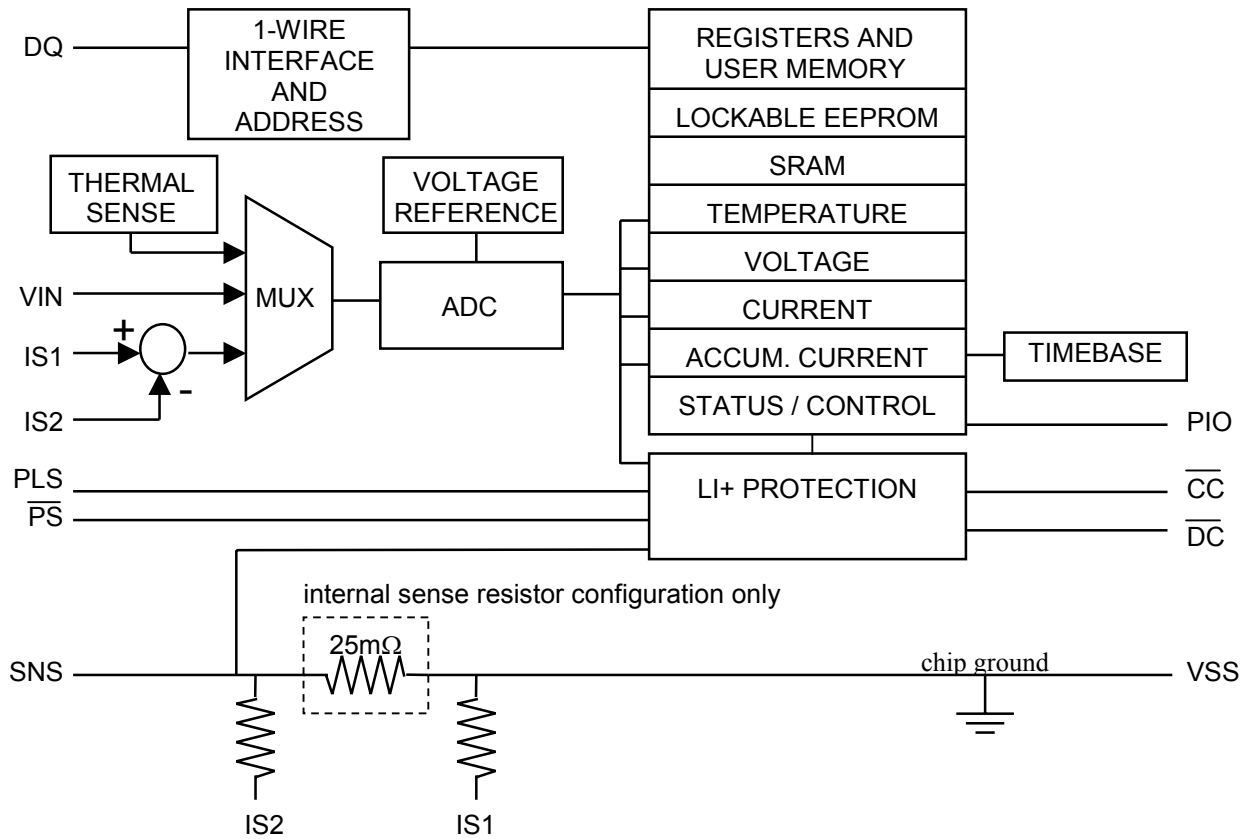 DQ
1-WIRE
INTERFACE
AND
ADDRESS
REGISTERS AND
USER MEMORY
LOCKABLE EEPROM
SRAM
TEMPERATURE
VOLTAGE
CURRENT
ACCUM. CURRENT
STATUS / CONTROL
THERMAL
SENSE
VOLTAGE
REFERENCE
MUX
ADC
VIN
IS1
+
IS2
-
TIMEBASE
PIO
PLS
PS
LI+ PROTECTION
CC
DC
internal sense resistor configuration only
25mΩ
SNS
chip ground
VSS
IS2
IS1